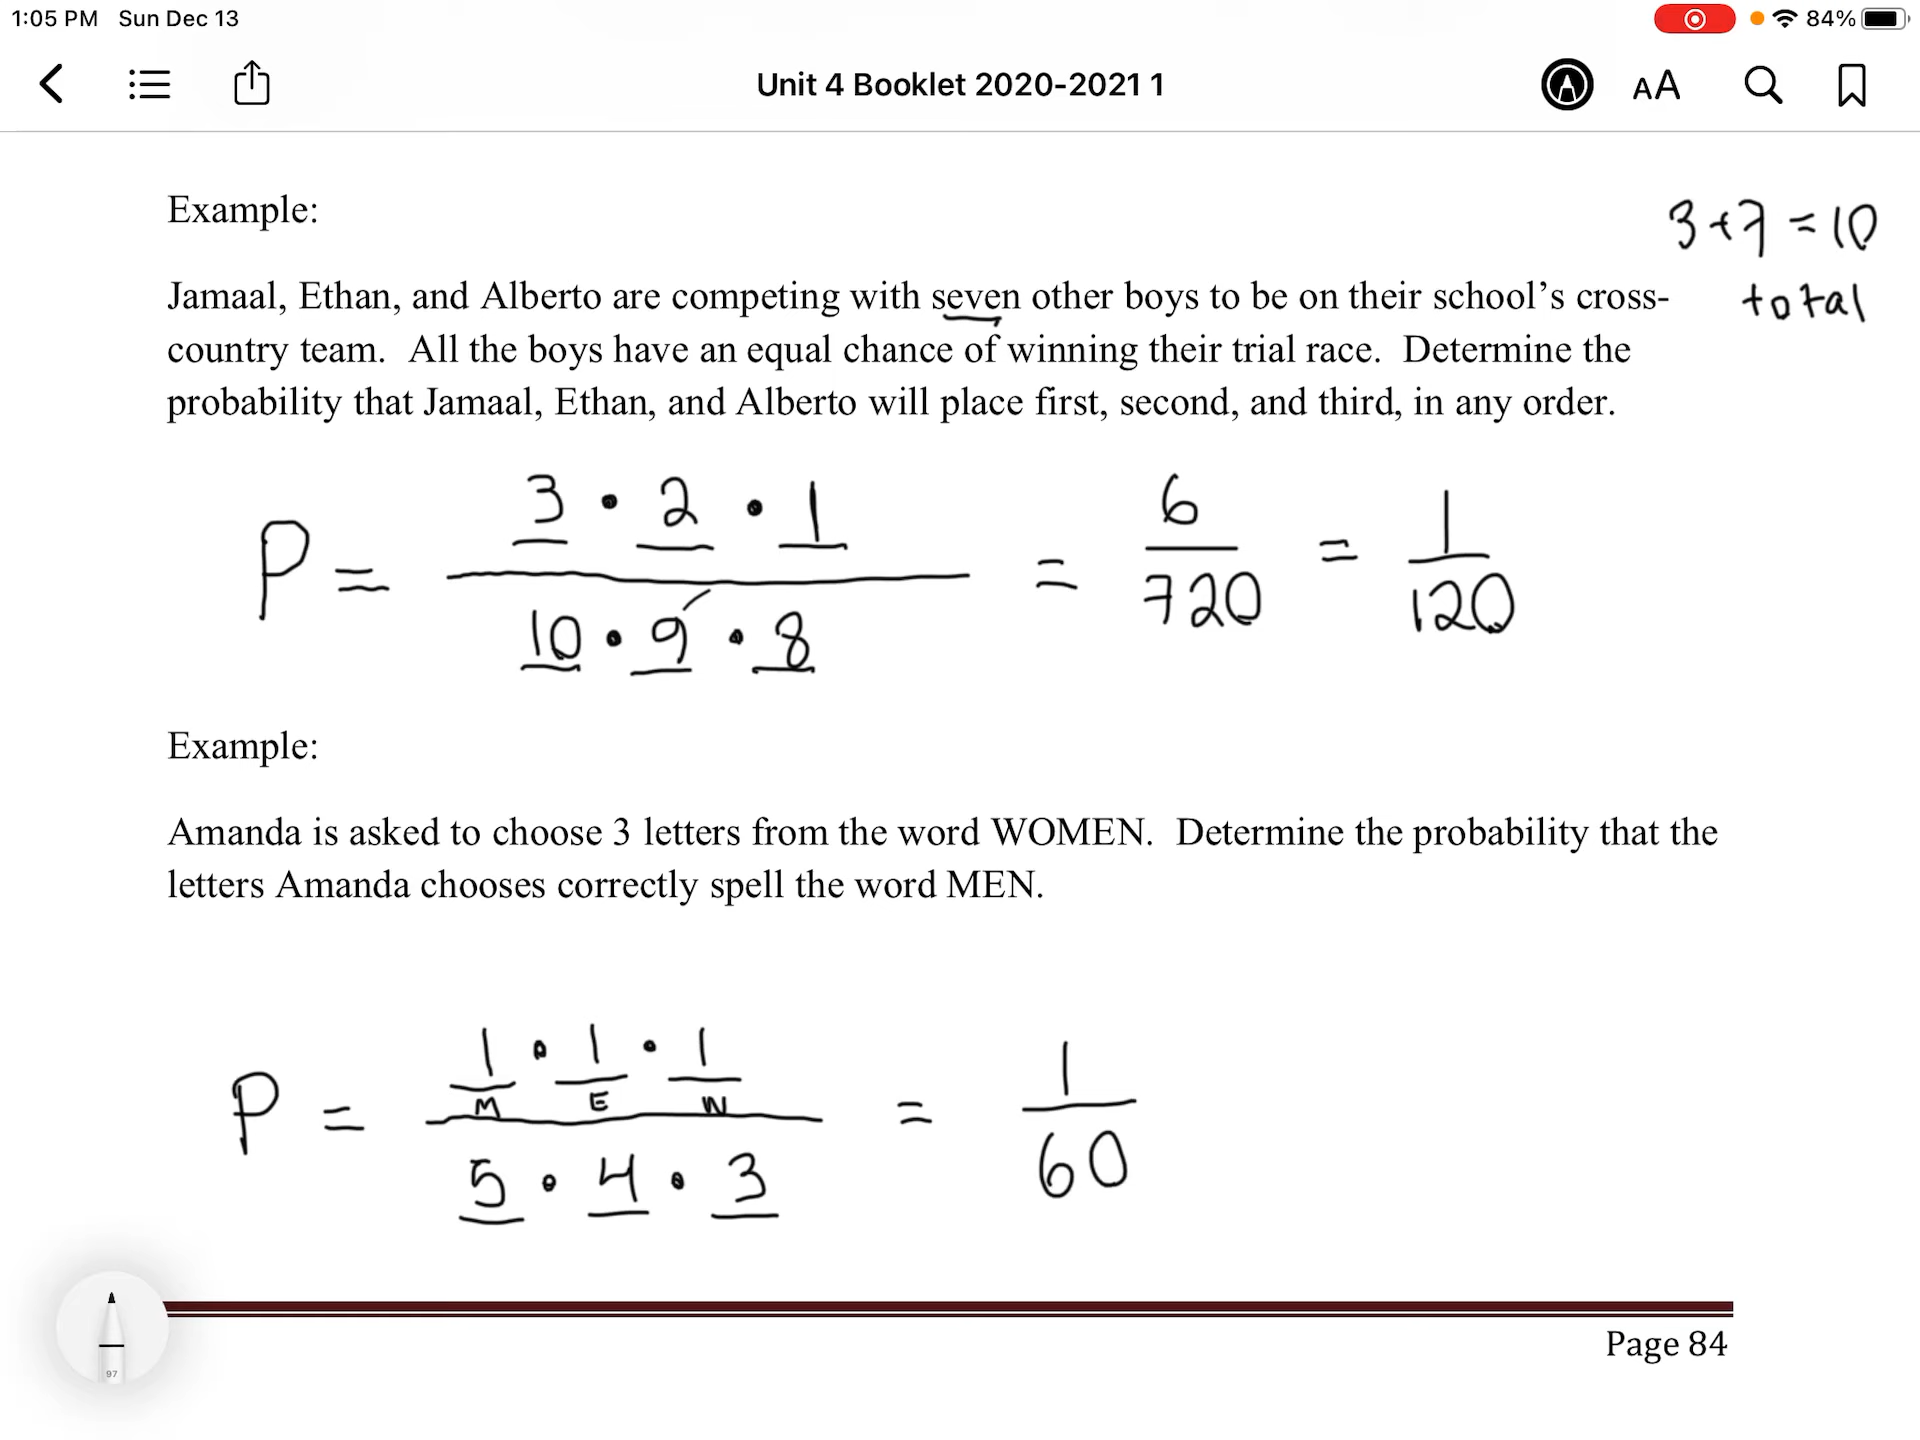 1:05 PM Sun Dec 13
84%
Unit 4 Booklet 2020-2021 1
AA
Example:
3+7=10
total
Jamaal, Ethan, and Alberto are competing with seven other boys to be on their school’s cross-
country team. All the boys have an equal chance of winning their trial race. Determine the
probability that Jamaal, Ethan, and Alberto will place first, second, and third, in any order.
3 · 2 · 1
P =
10 · 9 · 8
= 6/720 = 1/120
Example:
Amanda is asked to choose 3 letters from the word WOMEN. Determine the probability that the
letters Amanda chooses correctly spell the word MEN.
1 · 1 · 1
M E N
P =
5 · 4 · 3
= 1/60
97
Page 84